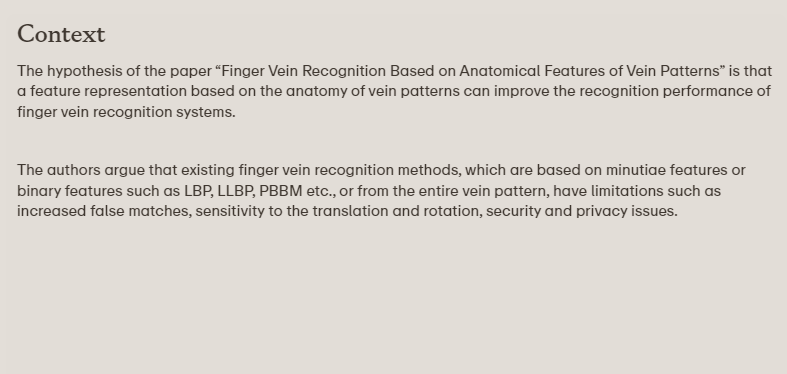 Context
The hypothesis of the paper “Finger Vein Recognition Based on Anatomical Features of Vein Patterns” is that
a feature representation based on the anatomy of vein patterns can improve the recognition performance of
finger vein recognition systems.
The authors argue that existing finger vein recognition methods, which are based on minutiae features or
binary features such as LBP, LLBP, PBBM etc., or from the entire vein pattern, have limitations such as
increased false matches, sensitivity to the translation and rotation, security and privacy issues.